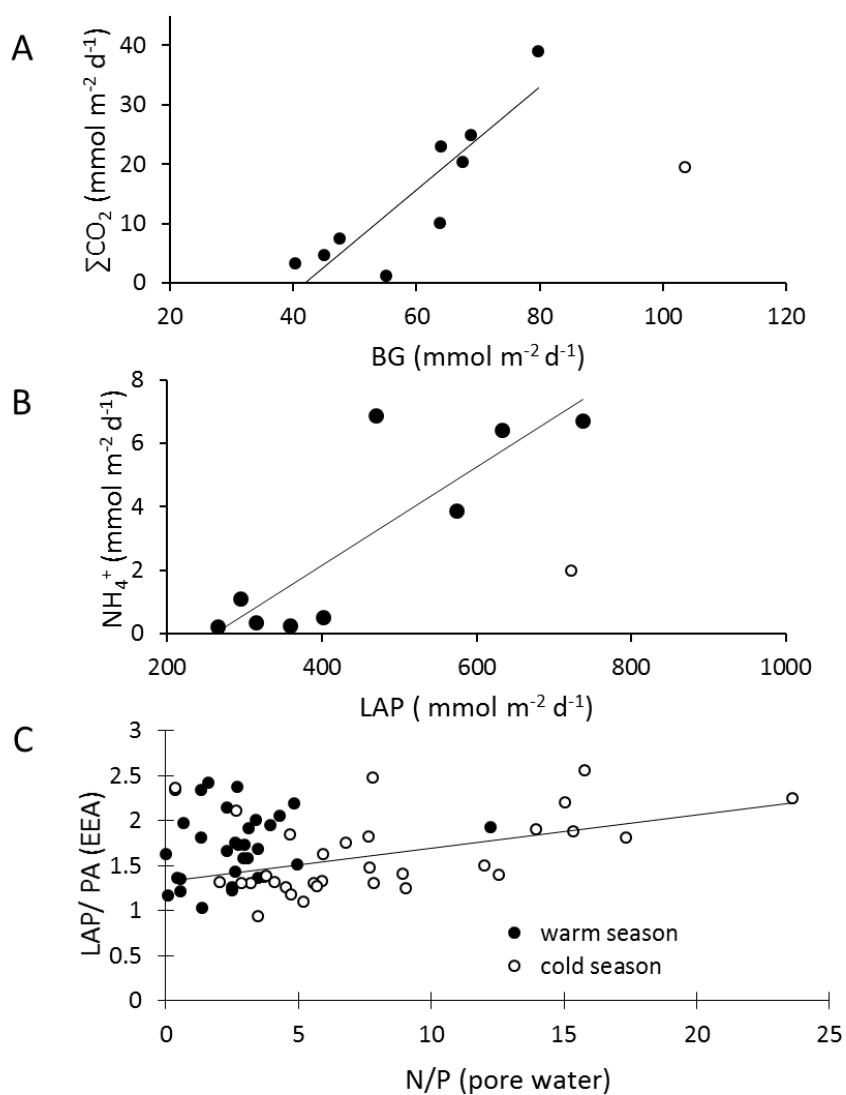 A
∑CO₂ (mmol m⁻² d⁻¹)
40
30
20
10
0
20 40 60 80 100 120
BG (mmol m⁻² d⁻¹)
B
NH₄⁺ (mmol m⁻² d⁻¹)
8
6
4
2
0
200 400 600 800 1000
LAP ( mmol m⁻² d⁻¹)
C
LAP/ PA (EEA)
3
2.5
2
1.5
1
0.5
0
warm season
cold season
0 5 10 15 20 25
N/P (pore water)